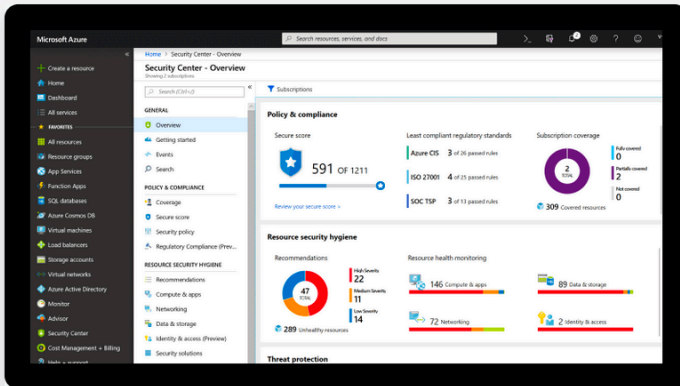 Microsoft Azure
Search resources, services, and docs
Create a resource
Home
Dashboard
All services
FAVORITES
All resources
Resource groups
App Services
Function Apps
SQL databases
Azure Cosmos DB
Virtual machines
Load balancers
Storage accounts
Virtual networks
Azure Active Directory
Monitor
Advisor
Security Center
Cost Management + Billing
Help + support
Home > Security Center - Overview
Security Center - Overview
Showing 2 subscriptions
Search (Ctrl+/)
GENERAL
Overview
Getting started
Events
Search
POLICY & COMPLIANCE
Coverage
Secure score
Security policy
Regulatory Compliance (Prev...
RESOURCE SECURITY HYGIENE
Recommendations
Compute & apps
Networking
Data & storage
Identity & access (Preview)
Security solutions
Subscriptions
Policy & compliance
Secure score
591 OF 1211
Review your secure score >
Least compliant regulatory standards
Azure CIS 3 of 26 passed rules
ISO 27001 4 of 25 passed rules
SOC TSP 3 of 13 passed rules
Subscription coverage
2
TOTAL
Fully covered
0
Partially covered
2
Not covered
0
309 Covered resources
Resource security hygiene
Recommendations
47
TOTAL
High Severity
22
Medium Severity
11
Low Severity
14
289 Unhealthy resources
Resource health monitoring
146 Compute & apps
89 Data & storage
72 Networking
2 Identity & access
Threat protection